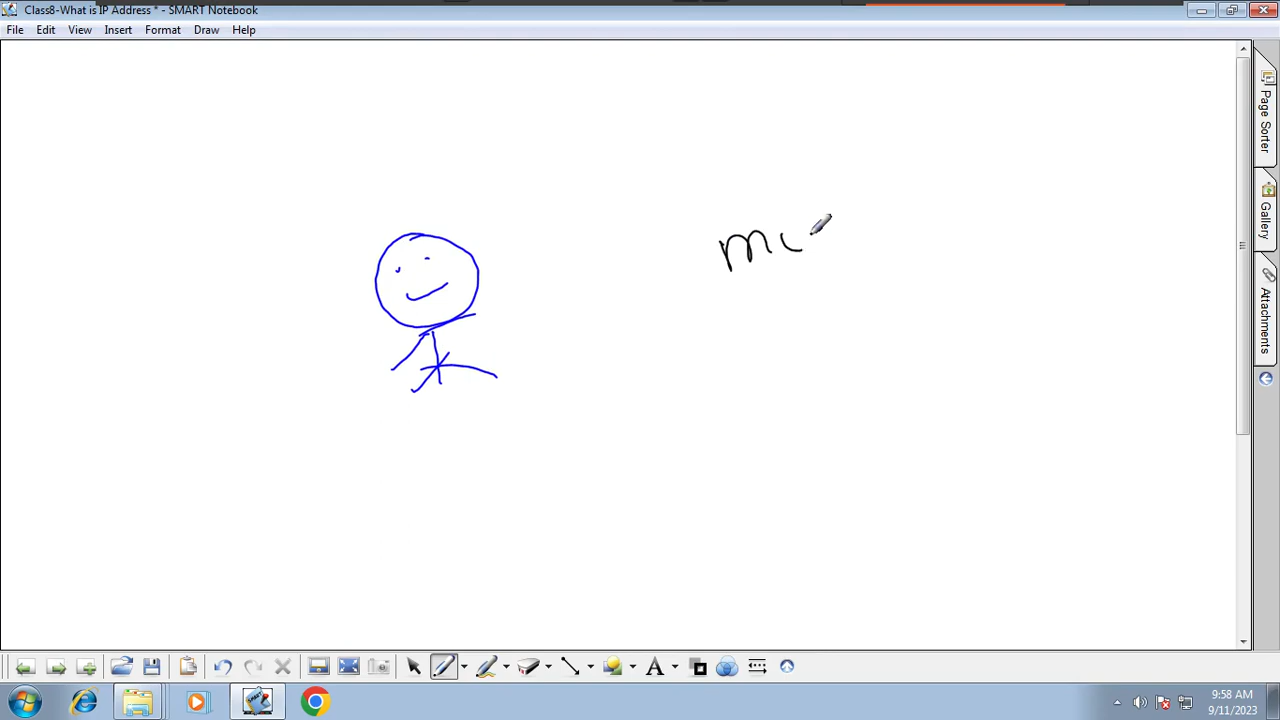 Class8-What is IP Address * - SMART Notebook
File Edit View Insert Format Draw Help
Page Sorter
Gallery
Attachments
A
9:58 AM
9/11/2023